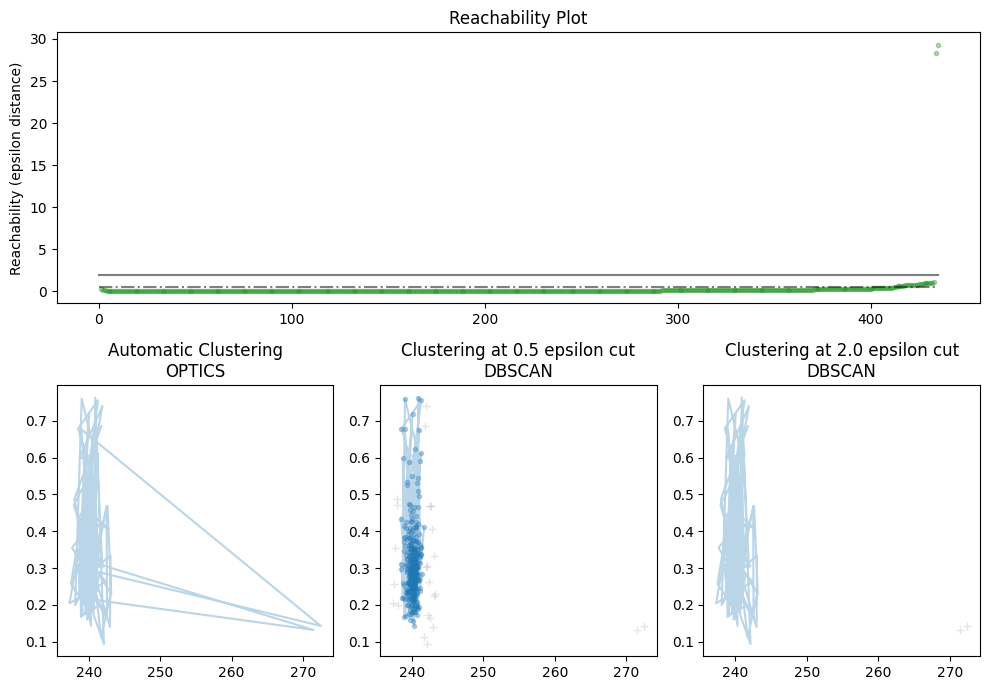 Reachability Plot
Reachability (epsilon distance)
30
25
20
15
10
5
0
0 100 200 300 400
Automatic Clustering
OPTICS
Clustering at 0.5 epsilon cut
DBSCAN
Clustering at 2.0 epsilon cut
DBSCAN
0.7
0.6
0.5
0.4
0.3
0.2
0.1
240 250 260 270
0.7
0.6
0.5
0.4
0.3
0.2
0.1
240 250 260 270
0.7
0.6
0.5
0.4
0.3
0.2
0.1
240 250 260 270